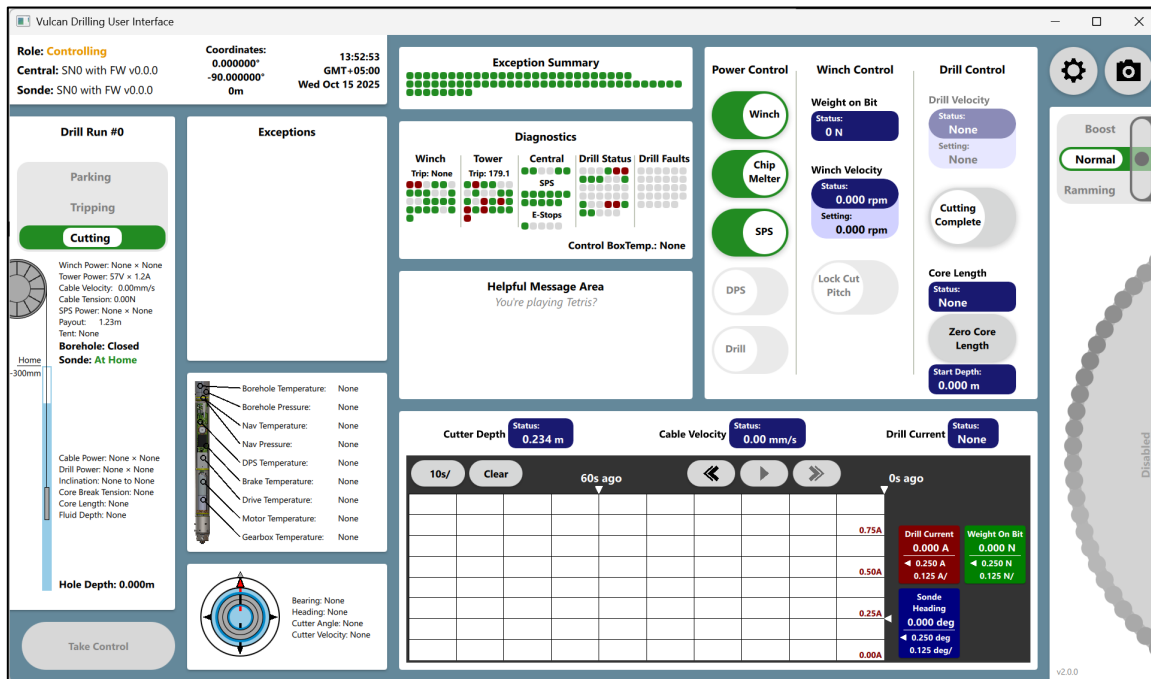 Vulcan Drilling User Interface
Role: Controlling
Central: SN0 with FW v0.0.0
Sonde: SN0 with FW v0.0.0
Coordinates:
0.000000°
-90.000000°
0m
13:52:53
GMT+05:00
Wed Oct 15 2025
Drill Run #0
Parking
Tripping
Cutting
Winch Power: None × None
Tower Power: 57V × 1.2A
Cable Velocity: 0.00mm/s
Cable Tension: 0.00N
SPS Power: None × None
Payout: 1.23m
Tent: None
Borehole: Closed
Sonde: At Home
Home
-300mm
Cable Power: None × None
Drill Power: None × None
Inclination: None to None
Core Break Tension: None
Core Length: None
Fluid Depth: None
Hole Depth: 0.000m
Take Control
Exceptions
Borehole Temperature: None
Borehole Pressure: None
Nav Temperature: None
Nav Pressure: None
DPS Temperature: None
Brake Temperature: None
Drive Temperature: None
Motor Temperature: None
Gearbox Temperature: None
Bearing: None
Heading: None
Cutter Angle: None
Cutter Velocity: None
Exception Summary
Diagnostics
Winch
Trip: None
Tower
Trip: 179.1
Central
SPS
E-Stops
Drill Status
Drill Faults
Control BoxTemp.: None
Helpful Message Area
You're playing Tetris?
Power Control
Winch
Chip
Melter
SPS
DPS
Drill
Winch Control
Weight on Bit
Status:
0 N
Winch Velocity
Status:
0.000 rpm
Setting:
0.000 rpm
Lock Cut
Pitch
Drill Control
Drill Velocity
Status:
None
Setting:
None
Cutting
Complete
Core Length
Status:
None
Zero Core
Length
Start Depth:
0.000 m
Cutter Depth
Status:
0.234 m
Cable Velocity
Status:
0.00 mm/s
Drill Current
Status:
None
10s/
Clear
60s ago
0s ago
0.75A
0.50A
0.25A
0.00A
Drill Current
0.000 A
0.250 A
0.125 A/
Weight On Bit
0.000 N
0.250 N
0.125 N/
Sonde
Heading
0.000 deg
0.250 deg
0.125 deg/
Boost
Normal
Ramming
Disabled
v2.0.0